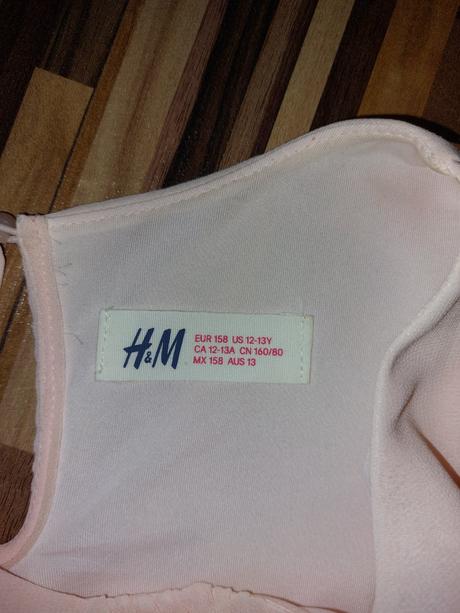 H&M
EUR 158 US 12-13Y
CA 12-13A CN 160/80
MX 158 AUS 13